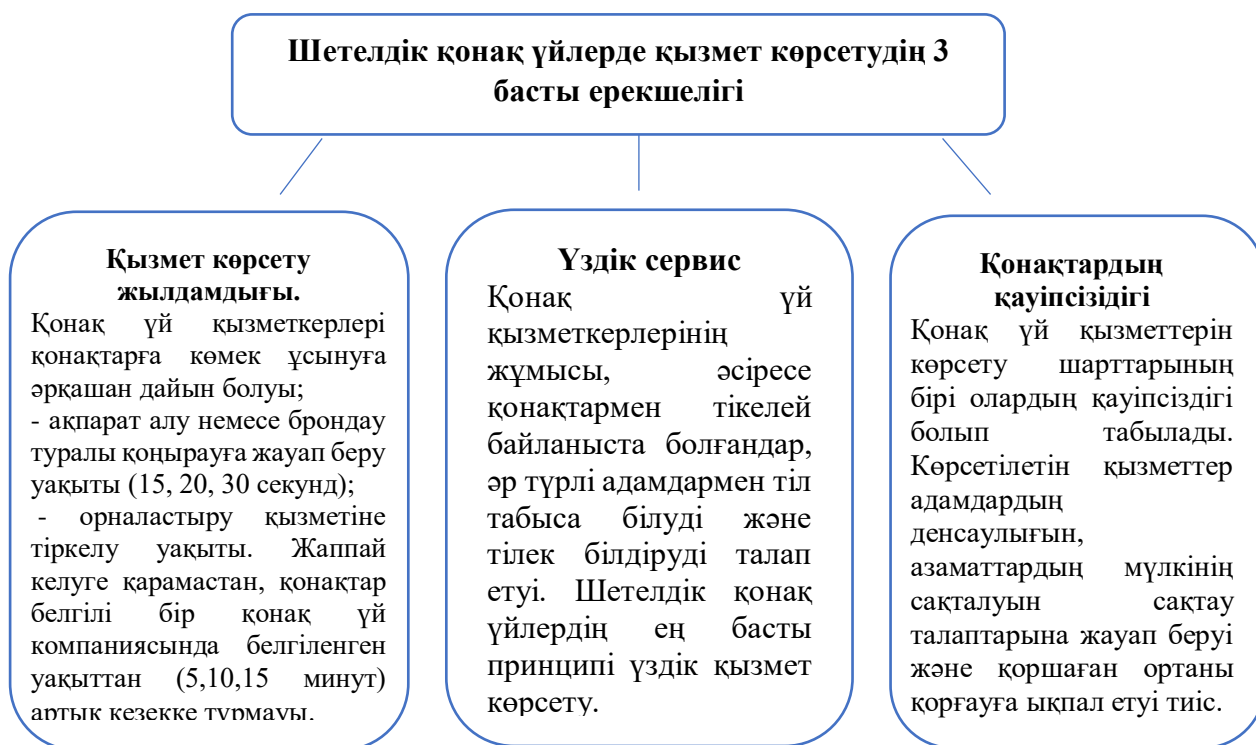 Шетелдік қонақ үйлерде қызмет көрсетудің 3
басты ерекшелігі
Қызмет көрсету
жылдамдығы.
Қонақ үй қызметкерлері
қонақтарға көмек ұсынуға
әрқашан дайын болуы;
- ақпарат алу немесе брондау
туралы қоңырауға жауап беру
уақыты (15, 20, 30 секунд);
- орналастыру қызметіне
тіркелу уақыты. Жаппай
келуге қарамастан, қонақтар
белгілі бір қонақ үй
компаниясында белгіленген
уақыттан (5,10,15 минут)
артық кезекке тұрмауы.
Үздік сервис
Қонақ үй
қызметкерлерінің
жұмысы, әсіресе
қонақтармен тікелей
байланыста болғандар,
әр түрлі адамдармен тіл
табыса білуді және
тілек білдіруді талап
етуі. Шетелдік қонақ
үйлердің ең басты
принципі үздік қызмет
көрсету.
Қонақтардың
қауіпсізідігі
Қонақ үй қызметтерін
көрсету шарттарының
бірі олардың қауіпсіздігі
болып табылады.
Көрсетілетін қызметтер
адамдардың
денсаулығын,
азаматтардың мүлкінің
сақталуын сақтау
талаптарына жауап беруі
және қоршаған ортаны
қорғауға ықпал етуі тиіс.